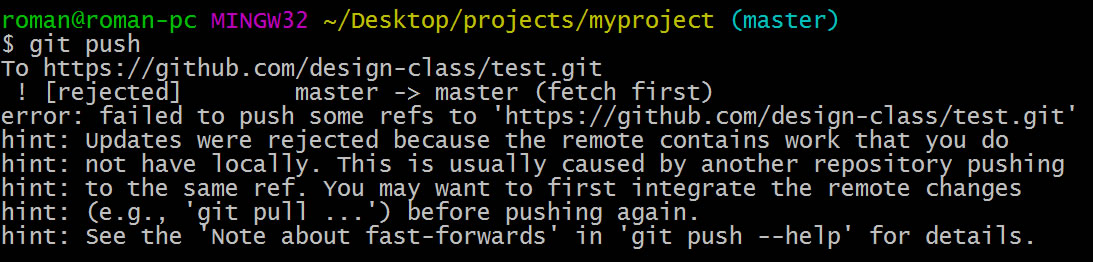 roman@roman-pc MINGW32 ~/Desktop/projects/myproject (master)
$ git push
To https://github.com/design-class/test.git
 ! [rejected]        master -> master (fetch first)
error: failed to push some refs to 'https://github.com/design-class/test.git'
hint: Updates were rejected because the remote contains work that you do
hint: not have locally. This is usually caused by another repository pushing
hint: to the same ref. You may want to first integrate the remote changes
hint: (e.g., 'git pull ...') before pushing again.
hint: See the 'Note about fast-forwards' in 'git push --help' for details.